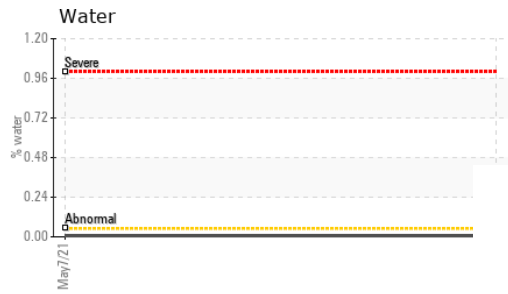 Water
1.20
Severe
0.96
0.72
% water
0.48
0.24
Abnormal
0.00
May7/21